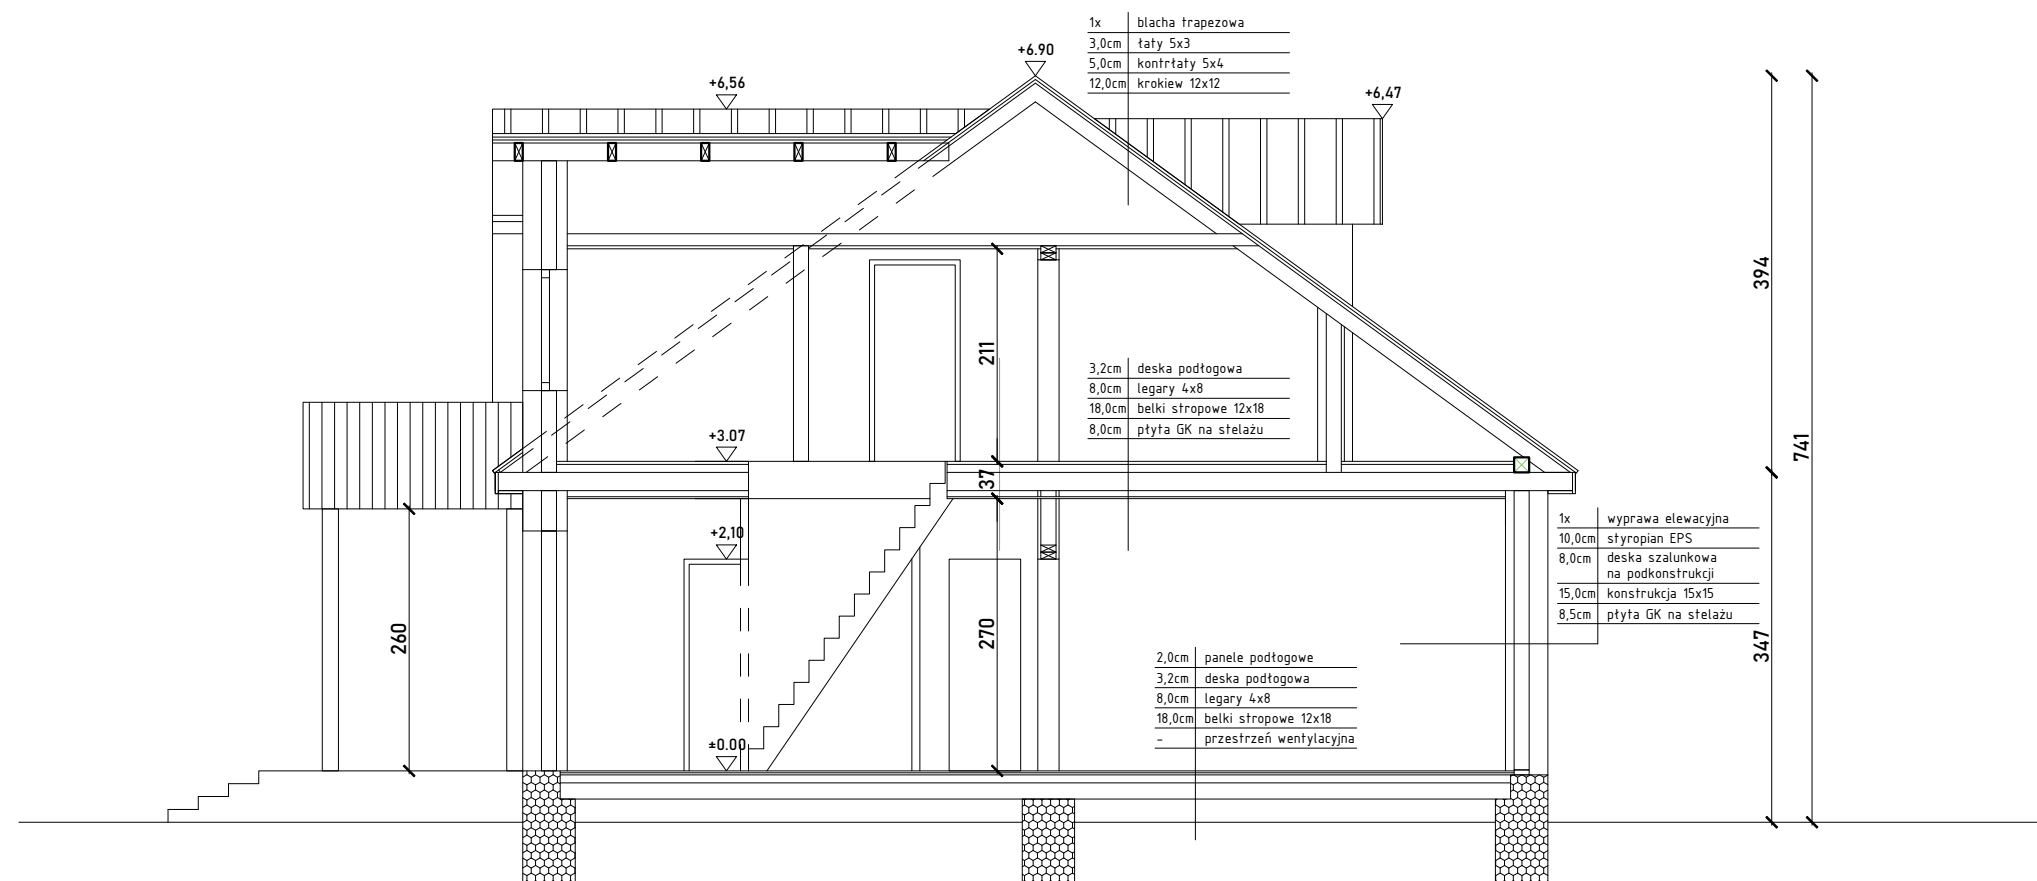 1x blacha trapezowa
3,0cm łaty 5x3
5,0cm kontrłaty 5x4
12,0cm krokiew 12x12
+6.90
+6,56
+6,47
394
211
3,2cm deska podłogowa
8,0cm legary 4x8
18,0cm belki stropowe 12x18
8,0cm płyta GK na stelażu
+3.07
741
37
+2,10
1x wyprawa elewacyjna
10,0cm styropian EPS
8,0cm deska szalunkowa
na podkonstrukcji
15,0cm konstrukcja 15x15
8,5cm płyta GK na stelażu
260
270
347
2,0cm panele podłogowe
3,2cm deska podłogowa
8,0cm legary 4x8
18,0cm belki stropowe 12x18
- przestrzeń wentylacyjna
±0.00